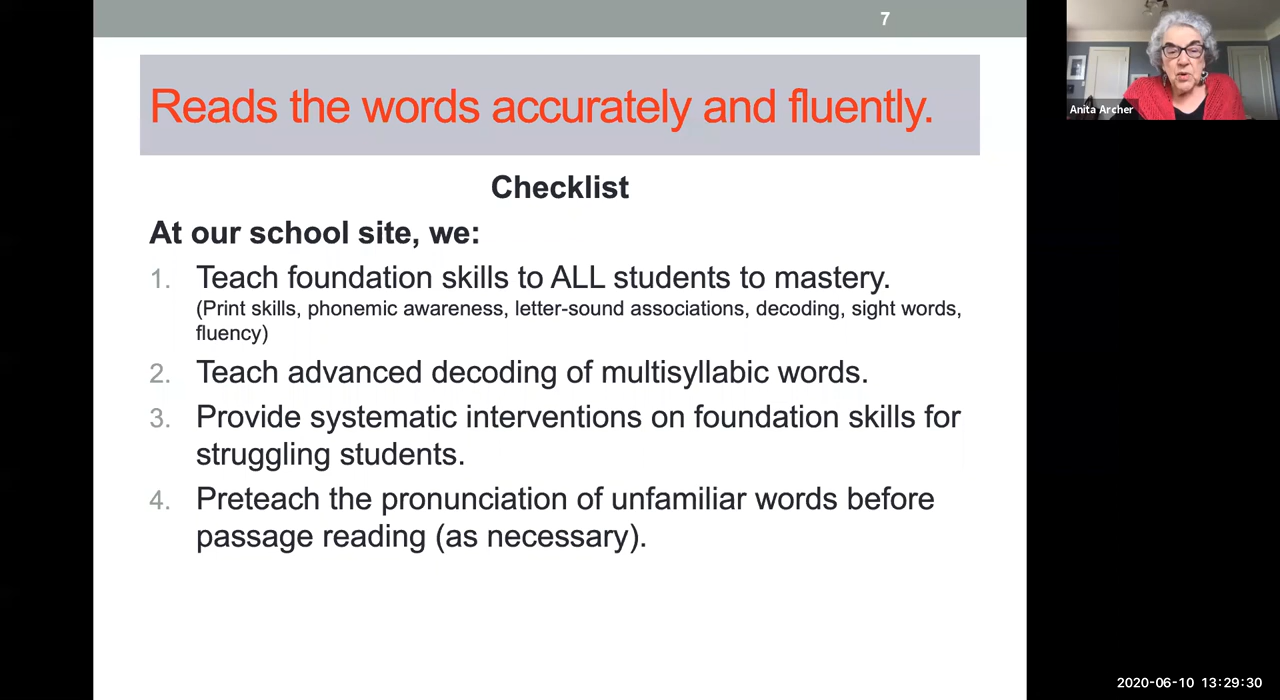 7
Reads the words accurately and fluently.
Checklist
At our school site, we:
1. Teach foundation skills to ALL students to mastery.
(Print skills, phonemic awareness, letter-sound associations, decoding, sight words,
fluency)
2. Teach advanced decoding of multisyllabic words.
3. Provide systematic interventions on foundation skills for
struggling students.
4. Preteach the pronunciation of unfamiliar words before
passage reading (as necessary).
Anita Archer
2020-06-10 13:29:30